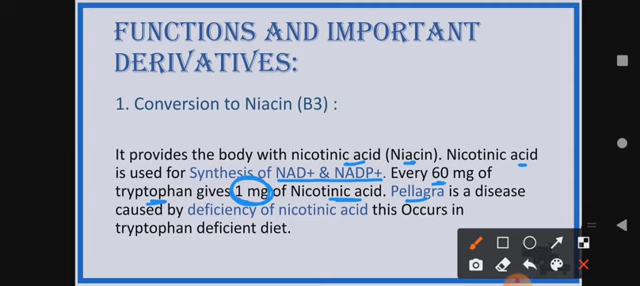 FUNCTIONS AND IMPORTANT
DERIVATIVES:
1. Conversion to Niacin (B3) :
It provides the body with nicotinic acid (Niacin). Nicotinic acid
is used for Synthesis of NAD+ & NADP+. Every 60 mg of
tryptophan gives 1 mg of Nicotinic acid. Pellagra is a disease
caused by deficiency of nicotinic acid this Occurs in
tryptophan deficient diet.